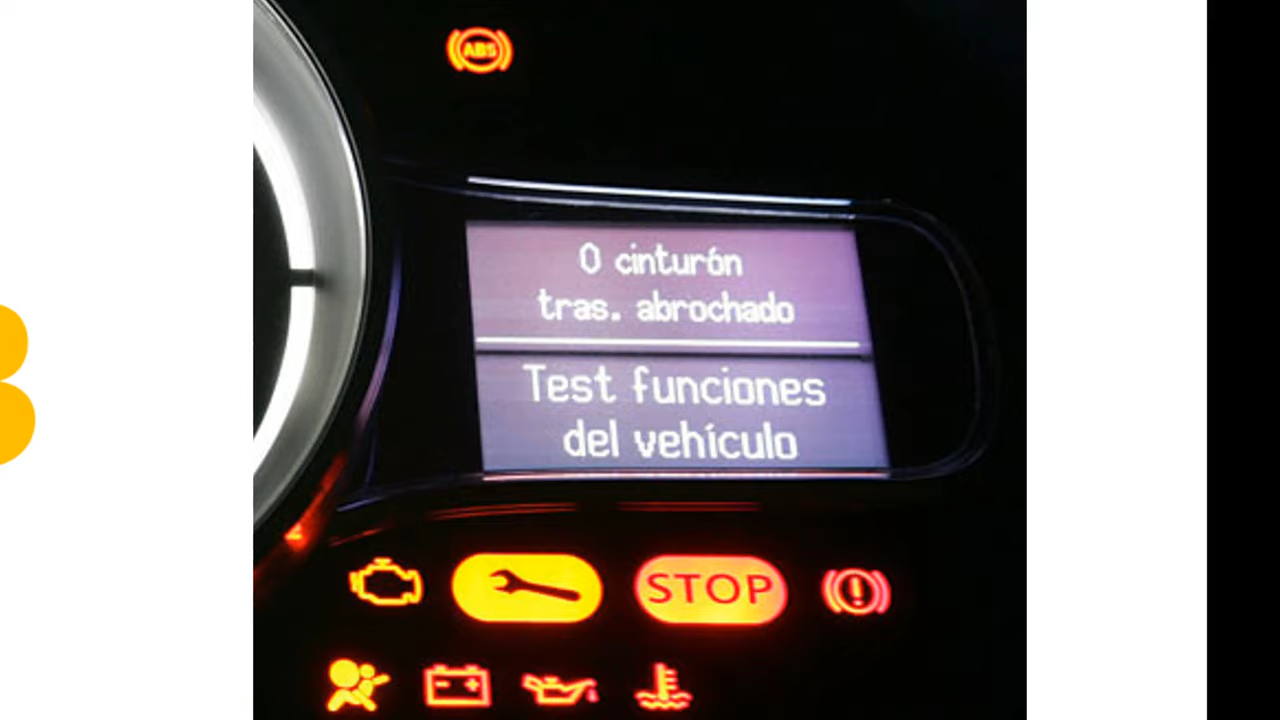 ABS
0 cinturón
tras. abrochado
Test funciones
del vehículo
STOP